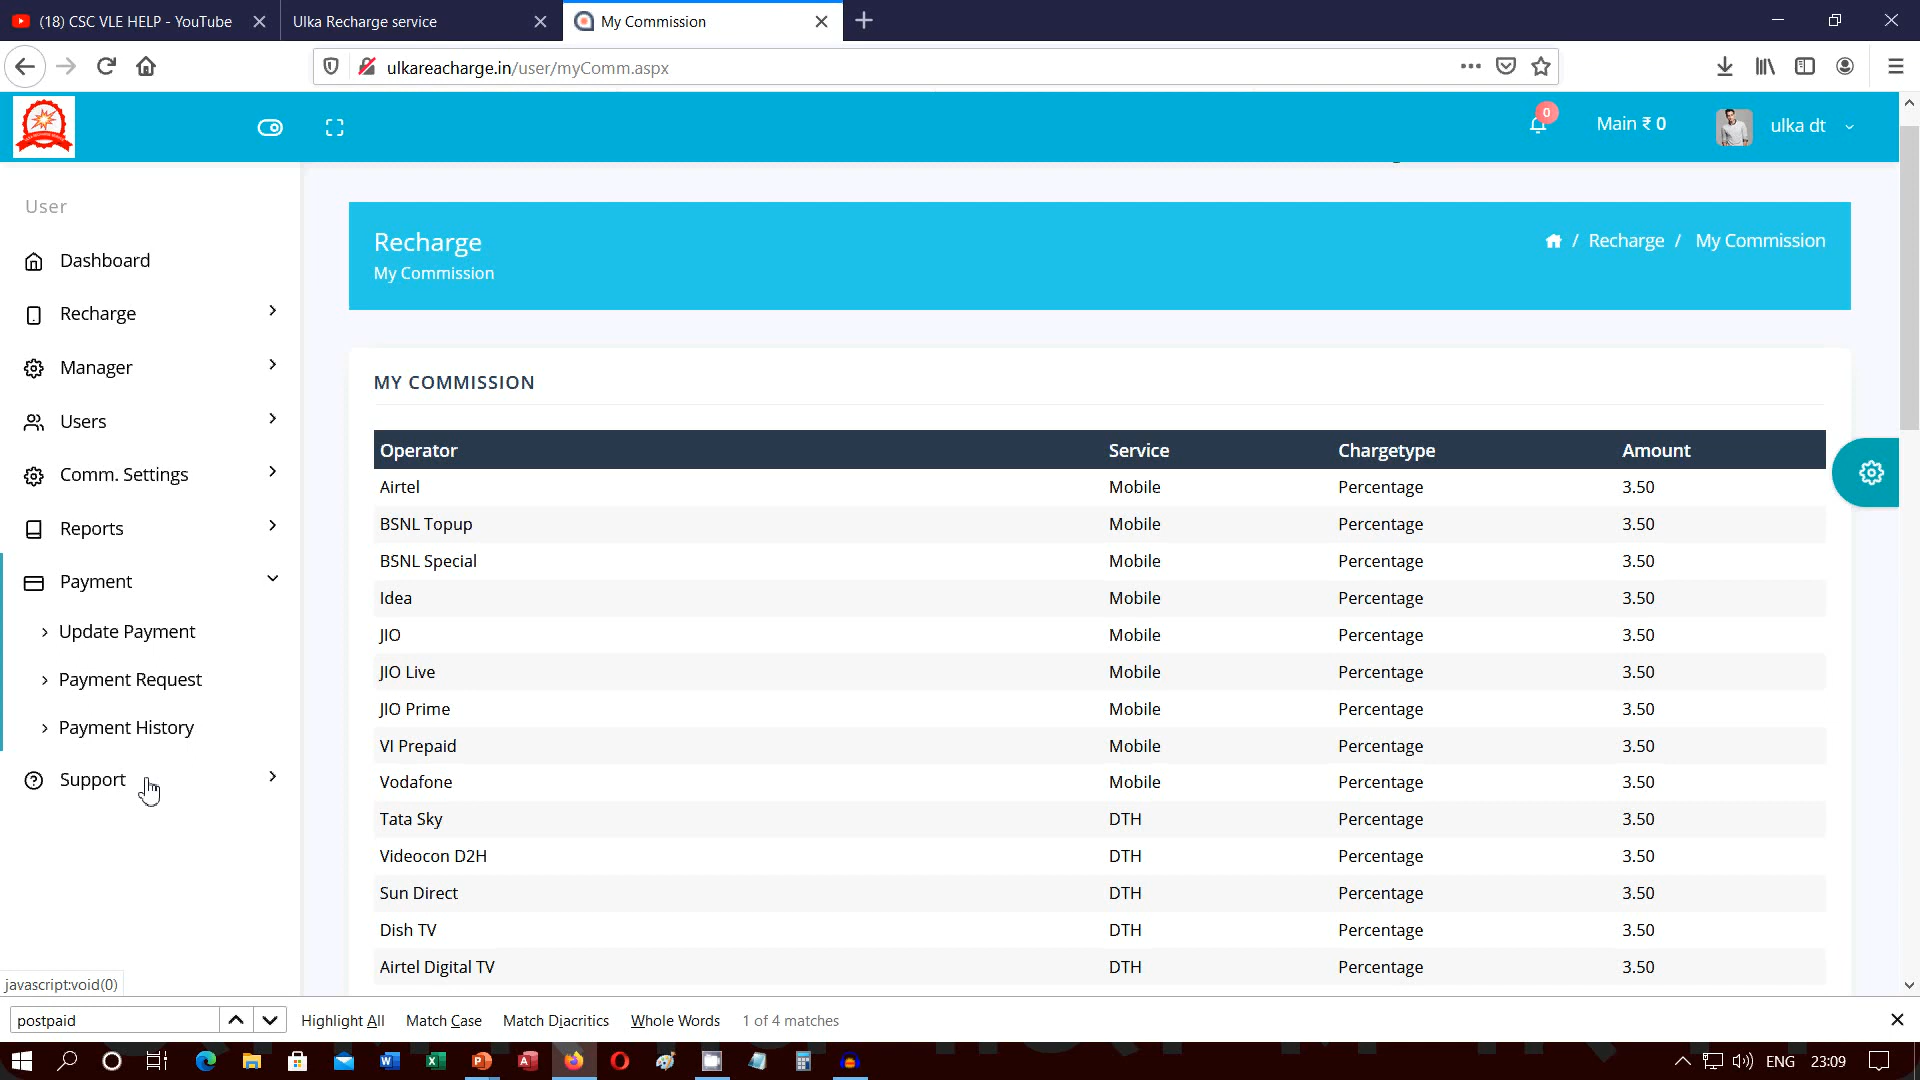 (18) CSC VLE HELP - YouTube
Ulka Recharge service
My Commission
ulkareacharge.in/user/myComm.aspx
0
Main ₹ 0
ulka dt
User
Dashboard
Recharge
Manager
Users
Comm. Settings
Reports
Payment
Update Payment
Payment Request
Payment History
Support
Recharge
My Commission
/ Recharge / My Commission
MY COMMISSION
Operator Service Chargetype Amount
Airtel Mobile Percentage 3.50
BSNL Topup Mobile Percentage 3.50
BSNL Special Mobile Percentage 3.50
Idea Mobile Percentage 3.50
JIO Mobile Percentage 3.50
JIO Live Mobile Percentage 3.50
JIO Prime Mobile Percentage 3.50
VI Prepaid Mobile Percentage 3.50
Vodafone Mobile Percentage 3.50
Tata Sky DTH Percentage 3.50
Videocon D2H DTH Percentage 3.50
Sun Direct DTH Percentage 3.50
Dish TV DTH Percentage 3.50
Airtel Digital TV DTH Percentage 3.50
javascript:void(0)
postpaid Highlight All Match Case Match Diacritics Whole Words 1 of 4 matches
ENG 23:09